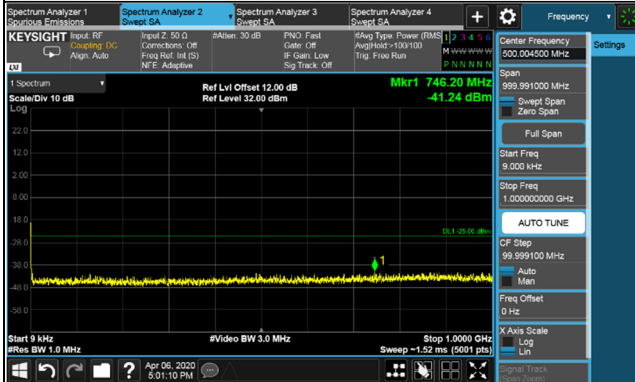 Spectrum Analyzer 1
Spurious Emissions
Spectrum Analyzer 2
Swept SA
Spectrum Analyzer 3
Swept SA
Spectrum Analyzer 4
Swept SA
+
Frequency
KEYSIGHT
Input: RF
Coupling: DC
Align: Auto
Input Z: 50 Ω
Corrections: Off
Freq Ref: Int (S)
NFE: Adaptive
#Atten: 30 dB
PNO: Fast
Gate: Off
IF Gain: Low
Sig Track: Off
#Avg Type: Power (RMS
Avg|Hold:>100/100
Trig: Free Run
1 2 3 4 5 6
M W W W W W
P N N N N N
LXI
1 Spectrum
Scale/Div 10 dB
Log
Ref Lvl Offset 12.00 dB
Ref Level 32.00 dBm
Mkr1 746.20 MHz
-41.24 dBm
22.0
12.0
2.00
-8.00
-18.0
-28.0
-38.0
-50.0
DL1 -25.00 dBm
1
Start 9 kHz
#Res BW 1.0 MHz
#Video BW 3.0 MHz
Stop 1.0000 GHz
Sweep ~1.52 ms (5001 pts)
Center Frequency
500.004500 MHz
Settings
Span
999.991000 MHz
Swept Span
Zero Span
Full Span
Start Freq
9.000 kHz
Stop Freq
1.000000000 GHz
AUTO TUNE
CF Step
99.999100 MHz
Auto
Man
Freq Offset
0 Hz
X Axis Scale
Log
Lin
Signal Track
(Span Zoom)
?
Apr 06, 2020
5:01:10 PM